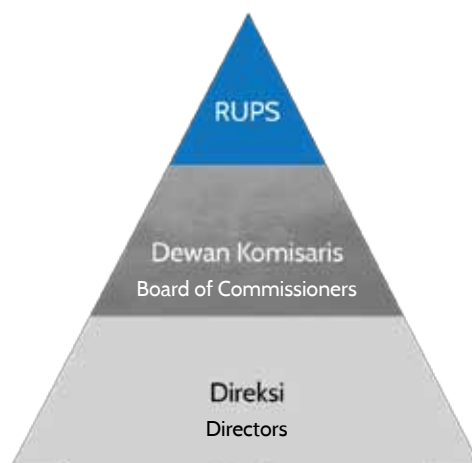 RUPS
Dewan Komisaris
Board of Commissioners
Direksi
Directors